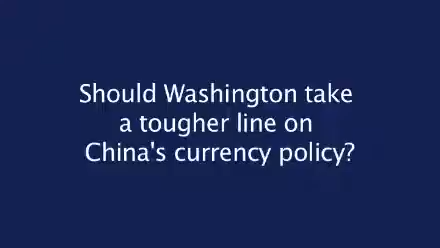 Should Washington take
a tougher line on
China's currency policy?